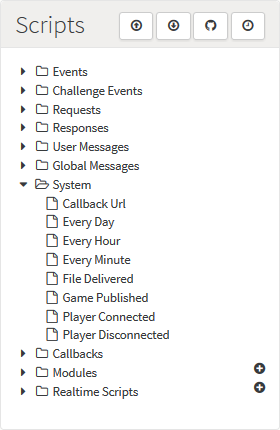 Scripts
Events
Challenge Events
Requests
Responses
User Messages
Global Messages
System
Callback Url
Every Day
Every Hour
Every Minute
File Delivered
Game Published
Player Connected
Player Disconnected
Callbacks
Modules
Realtime Scripts